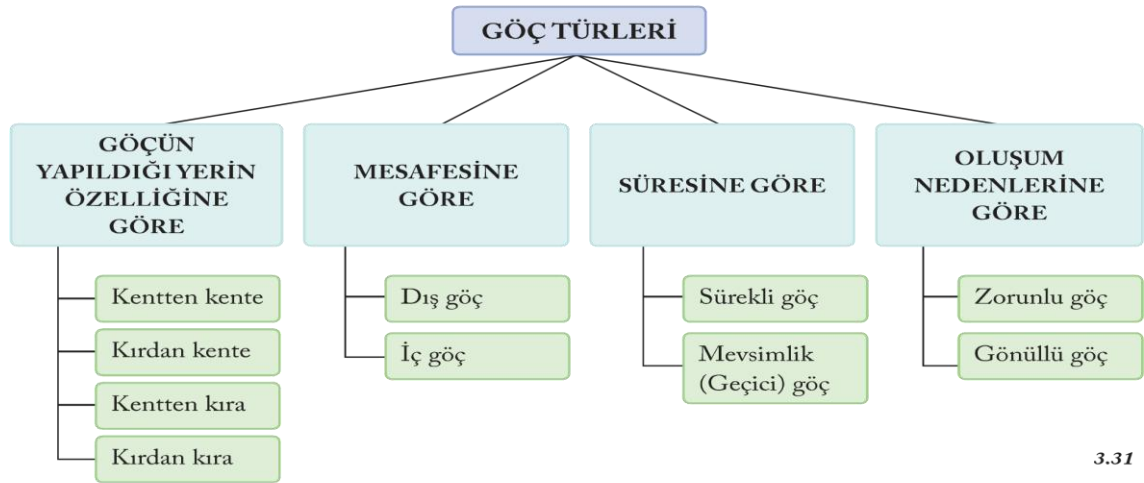 GÖÇ TÜRLERİ
GÖÇÜN
YAPILDIĞI YERİN
ÖZELLİĞİNE
GÖRE
Kentten kente
Kırdan kente
Kentten kıra
Kırdan kıra
MESAFESİNE
GÖRE
Dış göç
İç göç
SÜRESİNE GÖRE
Sürekli göç
Mevsimlik
(Geçici) göç
OLUŞUM
NEDENLERİNE
GÖRE
Zorunlu göç
Gönüllü göç
3.31